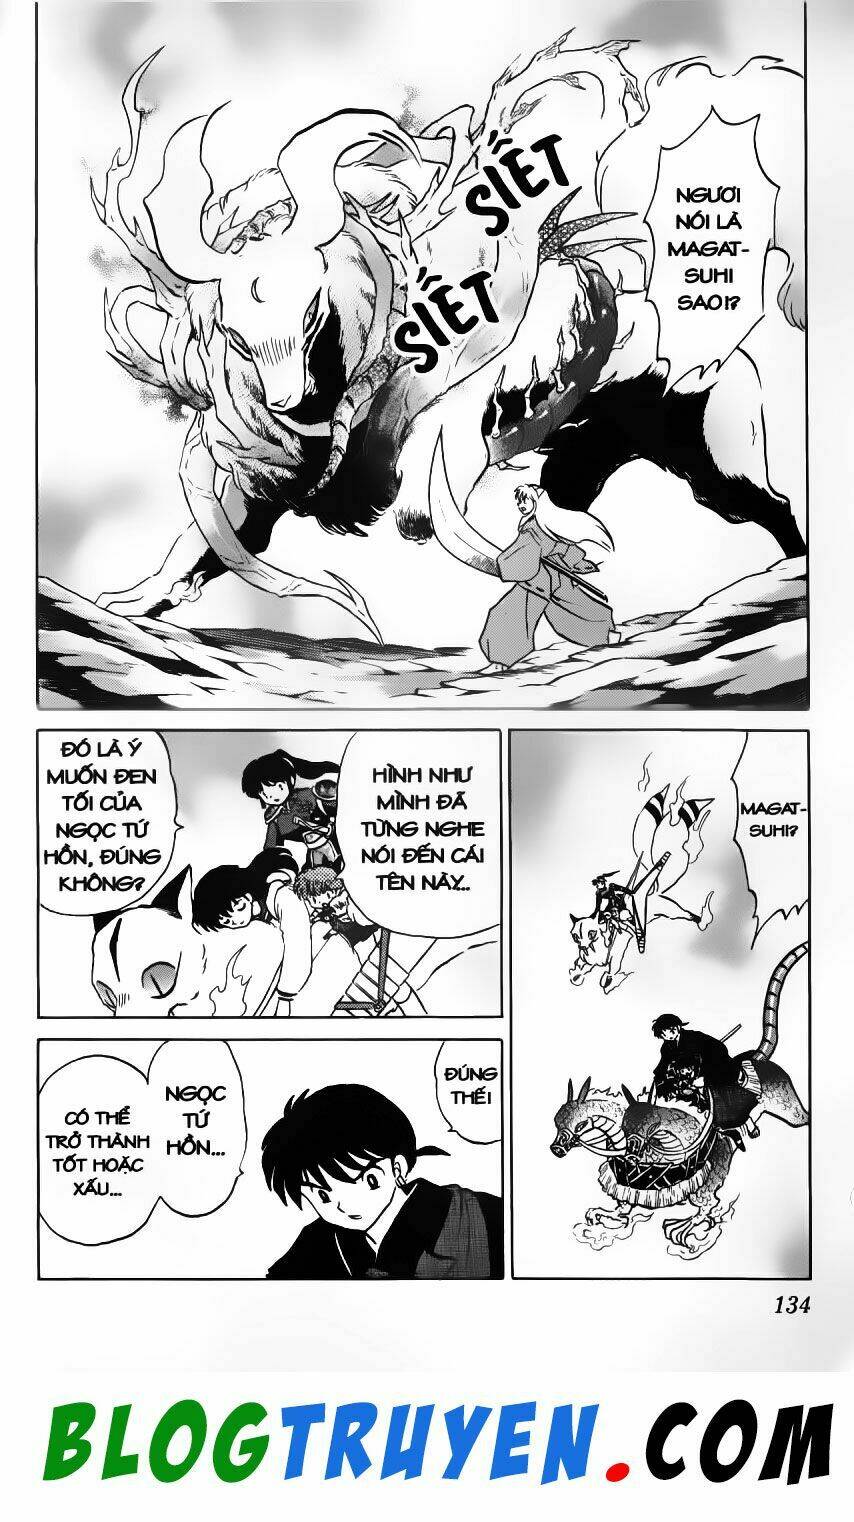 NGƯƠI
NÓI LÀ
MAGAT-
SUHI
SAO!?
SIẾT
SIẾT
MAGAT-
SUHI?
HÌNH NHƯ
MÌNH ĐÃ
TỪNG NGHE
NÓI ĐẾN CÁI
TÊN NÀY...
ĐÓ LÀ Ý
MUỐN ĐEN
TỐI CỦA
NGỌC TỨ
HỒN, ĐÚNG
KHÔNG?
ĐÚNG
THẾ!
NGỌC
TỨ
HỒN...
CÓ THỂ
TRỞ THÀNH
TỐT HOẶC
XẤU...
134
BLOGTRUYEN.COM